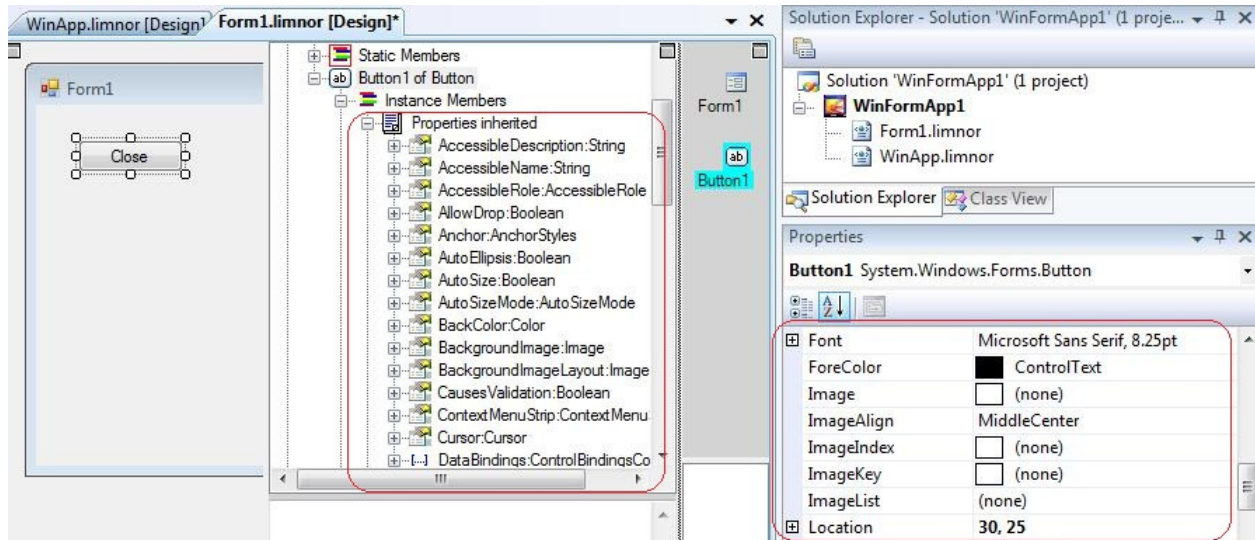 WinApp.limnor [Design]
Form1.limnor [Design]*
Form1
Close
Static Members
Button1 of Button
Instance Members
Properties inherited
AccessibleDescription:String
AccessibleName:String
AccessibleRole:AccessibleRole
AllowDrop:Boolean
Anchor:AnchorStyles
AutoEllipsis:Boolean
AutoSize:Boolean
AutoSizeMode:AutoSizeMode
BackColor:Color
BackgroundImage:Image
BackgroundImageLayout:Image
CausesValidation:Boolean
ContextMenuStrip:ContextMenu
Cursor:Cursor
DataBindings:ControlBindingsCo
Form1
ab
Button1
Solution Explorer - Solution 'WinFormApp1' (1 proje...
Solution 'WinFormApp1' (1 project)
WinFormApp1
Form1.limnor
WinApp.limnor
Solution Explorer Class View
Properties
Button1 System.Windows.Forms.Button
Font Microsoft Sans Serif, 8.25pt
ForeColor ControlText
Image (none)
ImageAlign MiddleCenter
ImageIndex (none)
ImageKey (none)
ImageList (none)
Location 30, 25